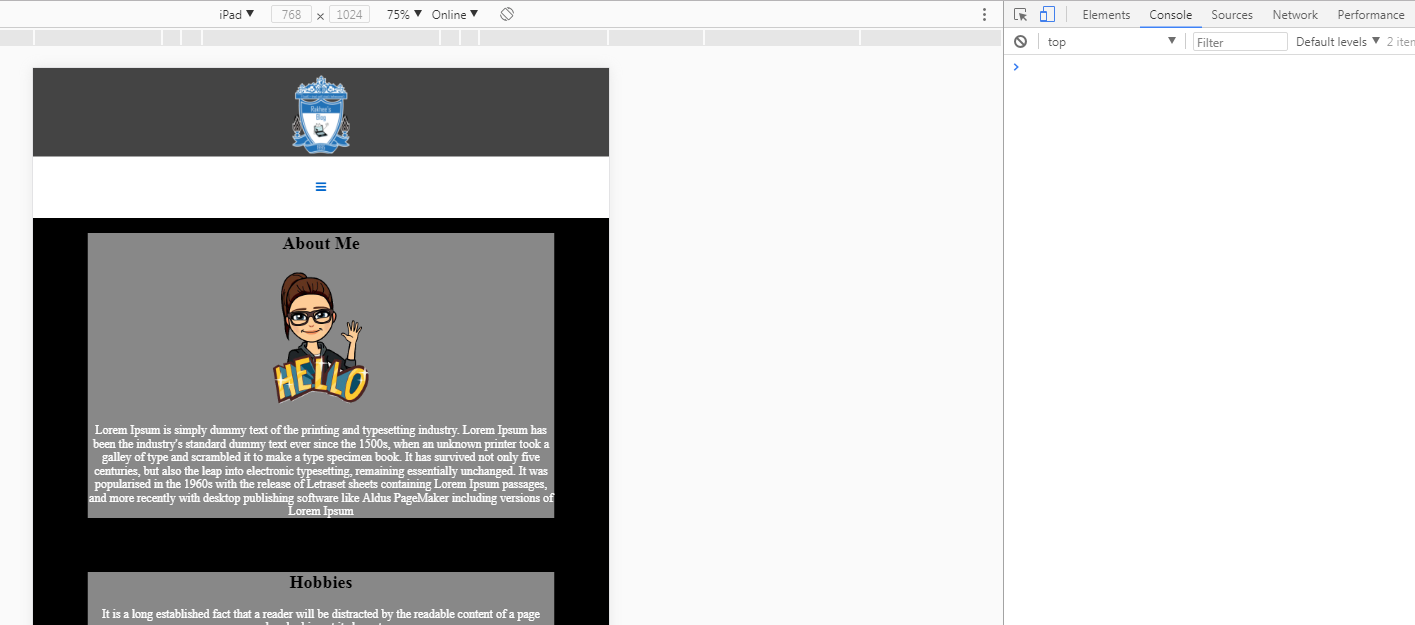 iPad ▼ 768 × 1024 75% ▼ Online ▼
Elements Console Sources Network Performance
top ▼ Filter Default levels ▼ 2 item
Rakhee's
Blog
About Me
HELLO
Lorem Ipsum is simply dummy text of the printing and typesetting industry. Lorem Ipsum has
been the industry's standard dummy text ever since the 1500s, when an unknown printer took a
galley of type and scrambled it to make a type specimen book. It has survived not only five
centuries, but also the leap into electronic typesetting, remaining essentially unchanged. It was
popularised in the 1960s with the release of Letraset sheets containing Lorem Ipsum passages,
and more recently with desktop publishing software like Aldus PageMaker including versions of
Lorem Ipsum
Hobbies
It is a long established fact that a reader will be distracted by the readable content of a page